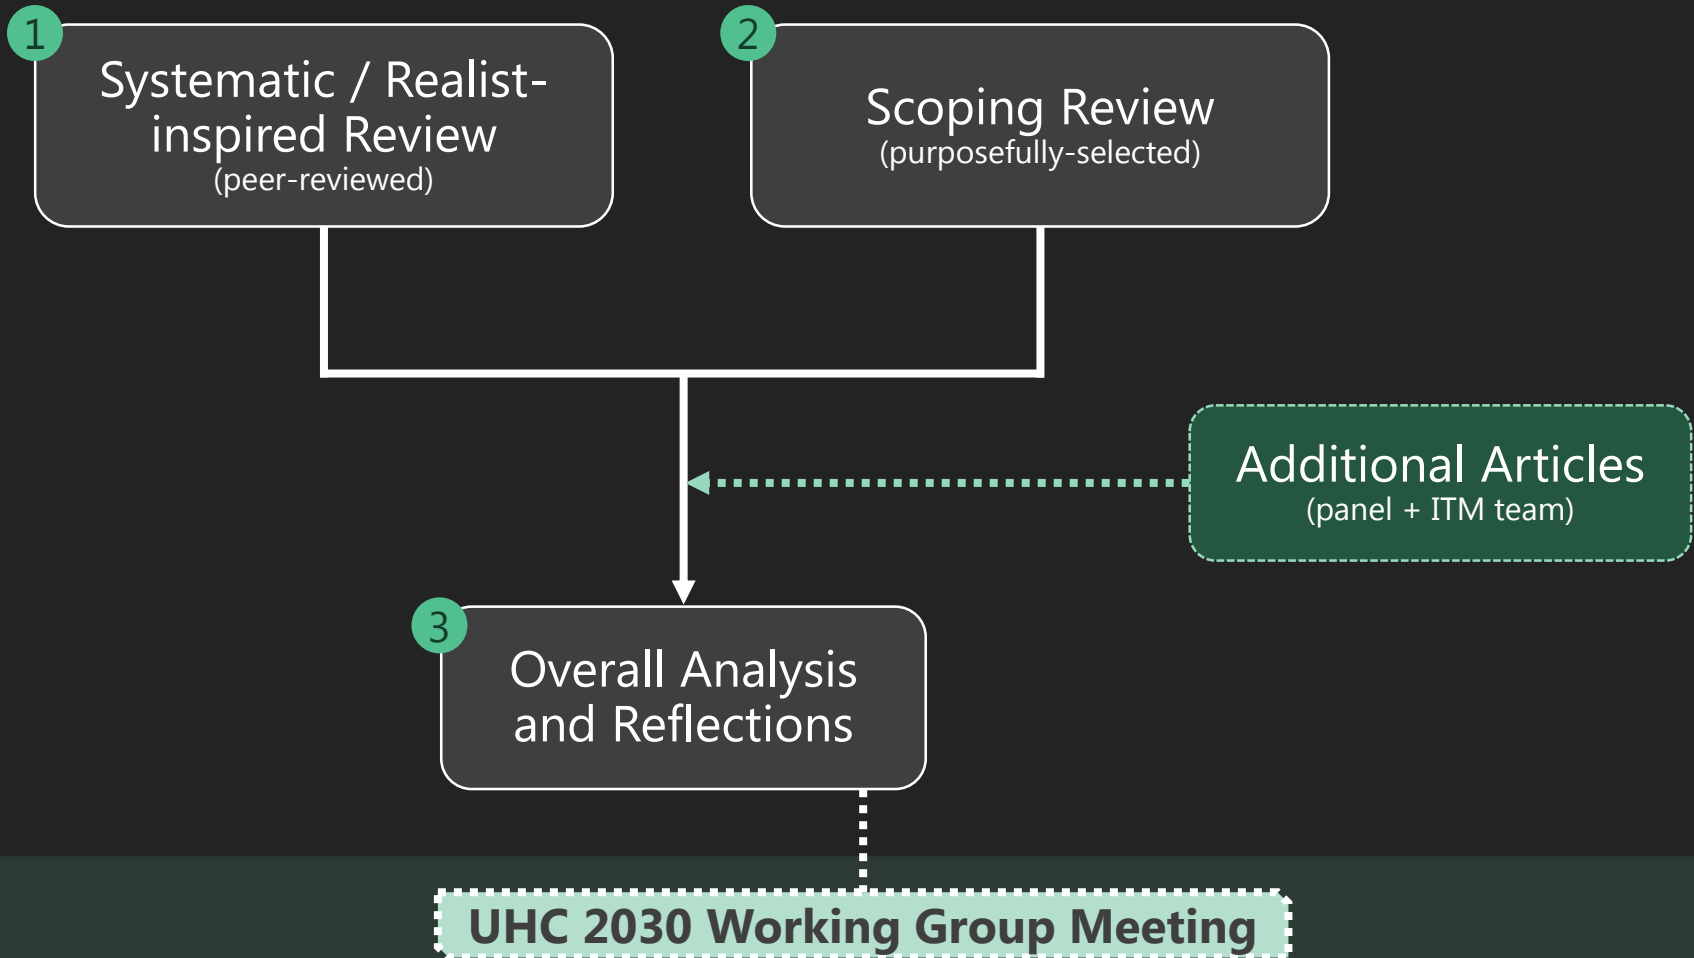 1
Systematic / Realist-
inspired Review
(peer-reviewed)
2
Scoping Review
(purposefully-selected)
Additional Articles
(panel + ITM team)
3
Overall Analysis
and Reflections
UHC 2030 Working Group Meeting